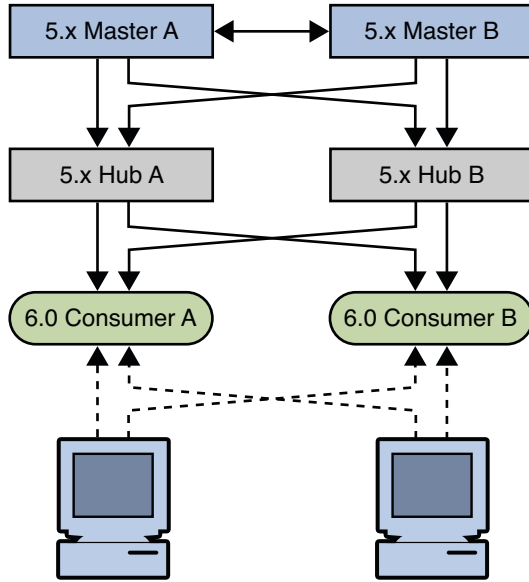 5.x Master A
5.x Master B
5.x Hub A
5.x Hub B
6.0 Consumer A
6.0 Consumer B